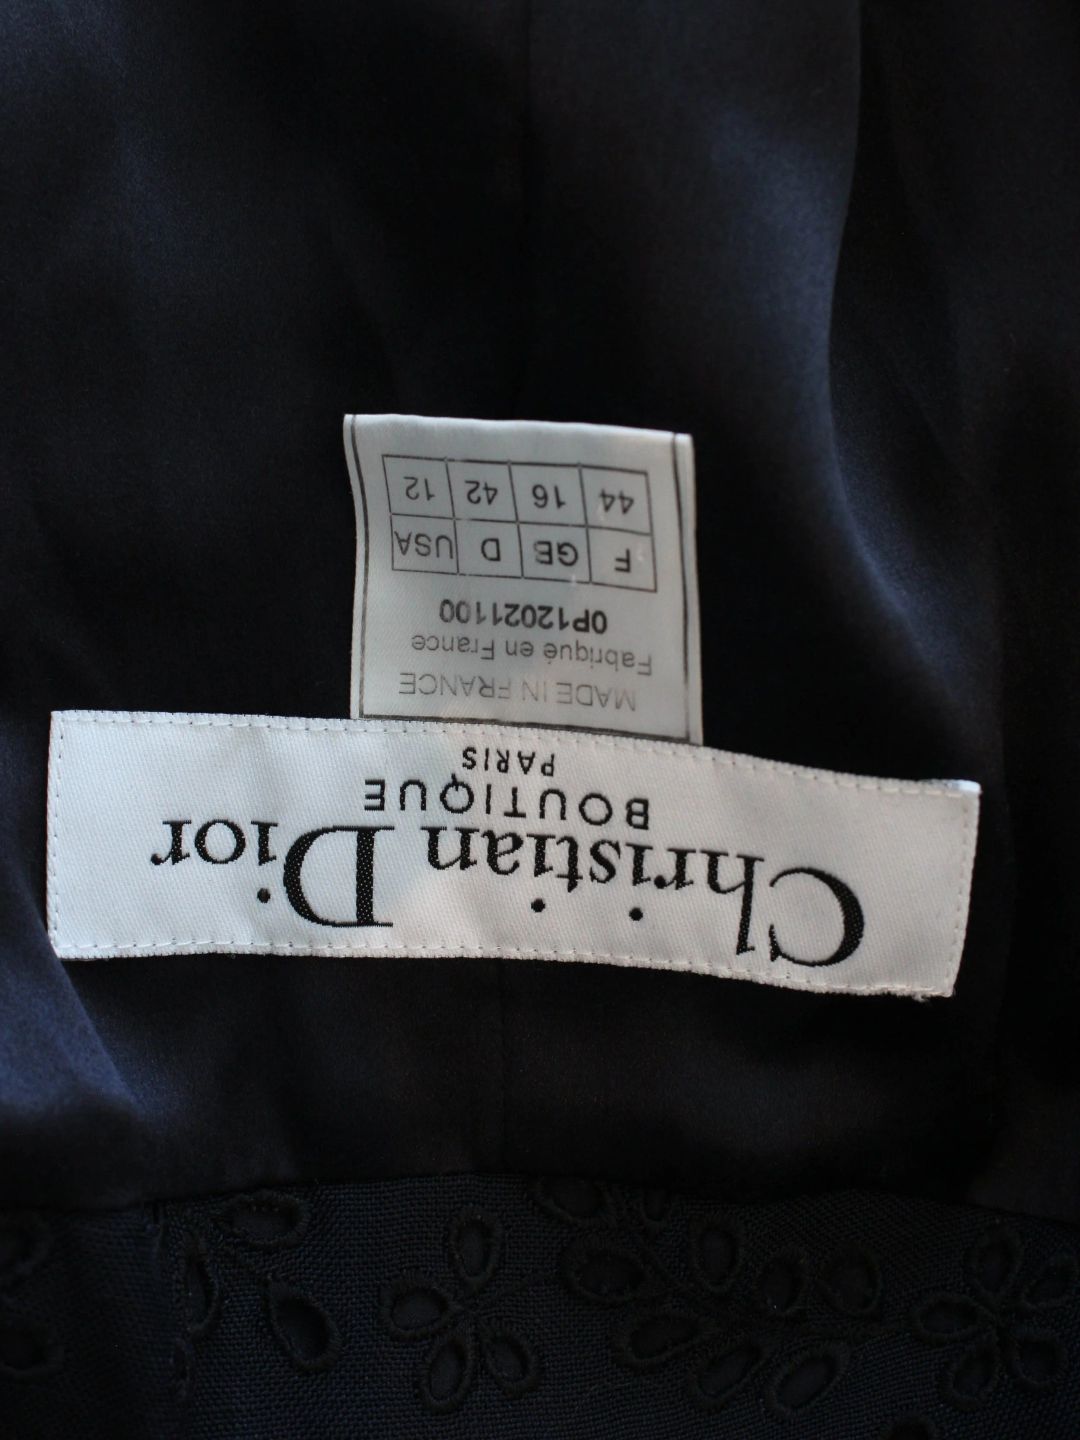 Christian Dior
BOUTIQUE
PARIS
MADE IN FRANCE
Fabriqué en France
0P12021100
F GB D USA
44 16 42 12